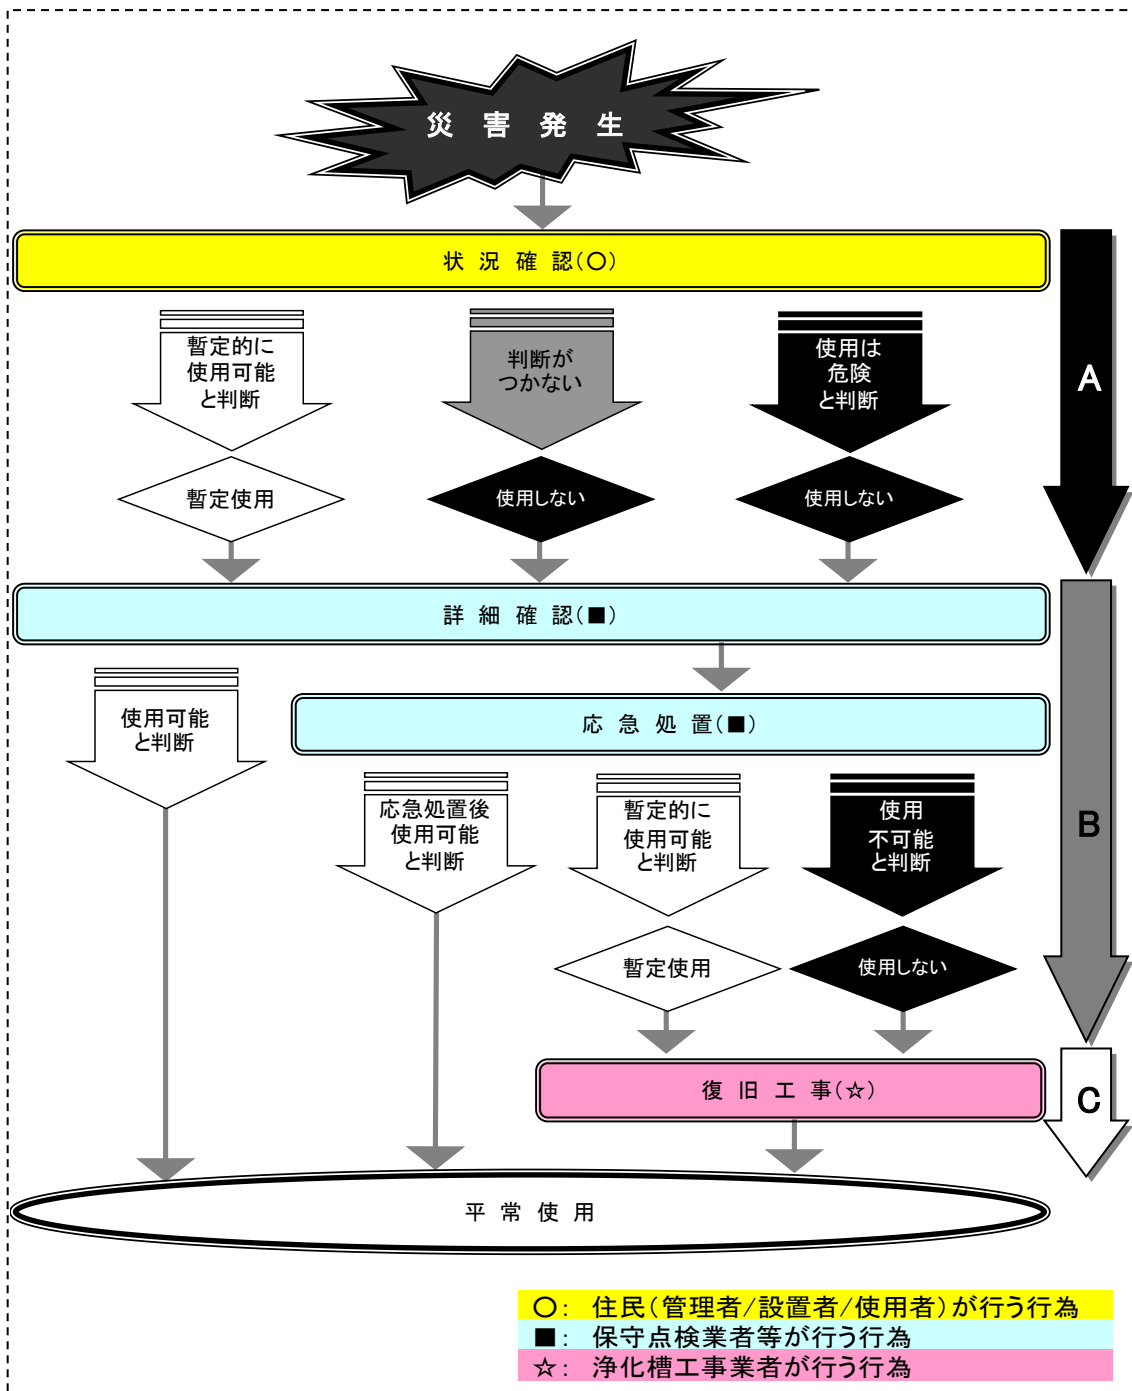 災 害 発 生
状 況 確 認(○)
暫定的に
使用可能
と判断
判断が
つかない
使用は
危険
と判断
A
暫定使用
使用しない
使用しない
詳 細 確 認(■)
使用可能
と判断
応 急 処 置(■)
応急処置後
使用可能
と判断
暫定的に
使用可能
と判断
使用
不可能
と判断
B
暫定使用
使用しない
復 旧 工 事(☆)
C
平 常 使 用
○: 住民(管理者/設置者/使用者)が行う行為
■: 保守点検業者等が行う行為
☆: 浄化槽工事業者が行う行為